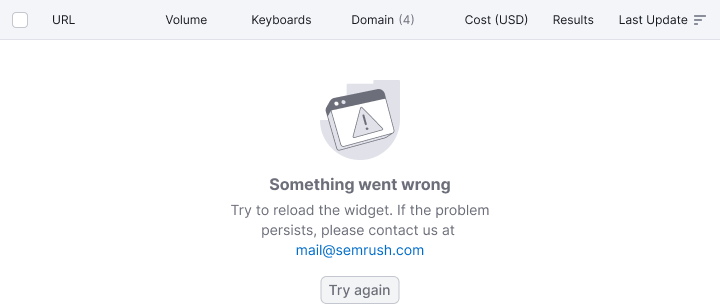 URL Volume Keyboards Domain (4) Cost (USD) Results Last Update
Something went wrong
Try to reload the widget. If the problem
persists, please contact us at
mail@semrush.com
Try again